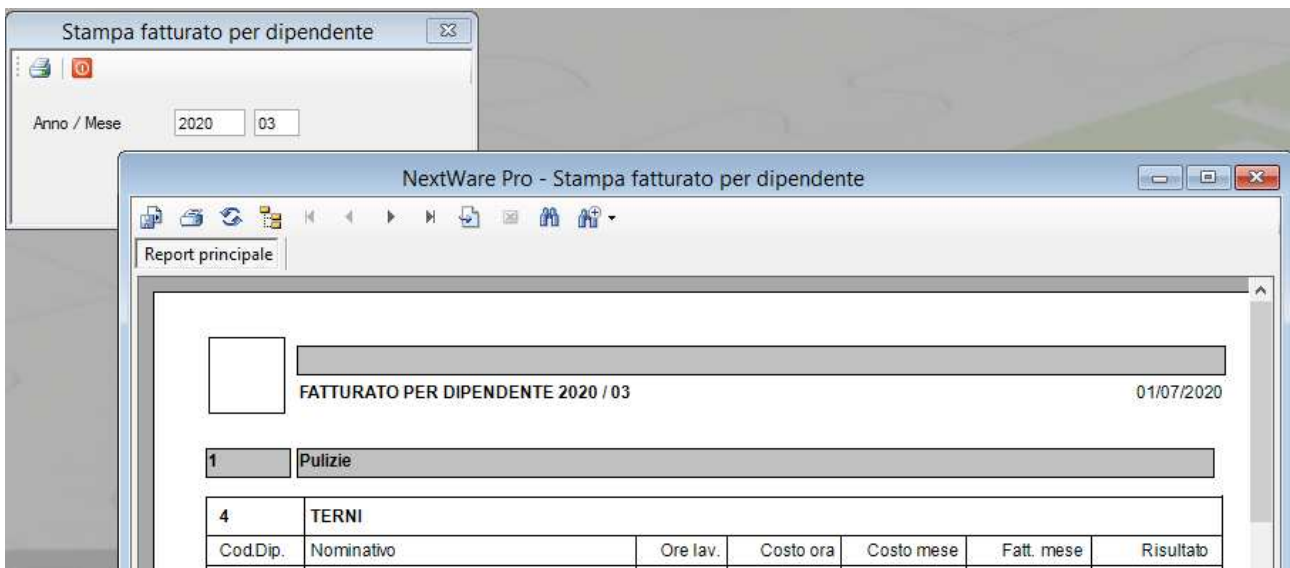 Stampa fatturato per dipendente
Anno / Mese 2020 03
NextWare Pro - Stampa fatturato per dipendente
Report principale
FATTURATO PER DIPENDENTE 2020 / 03 01/07/2020
1 Pulizie
4 TERNI
Cod.Dip. Nominativo Ore lav. Costo ora Costo mese Fatt. mese Risultato